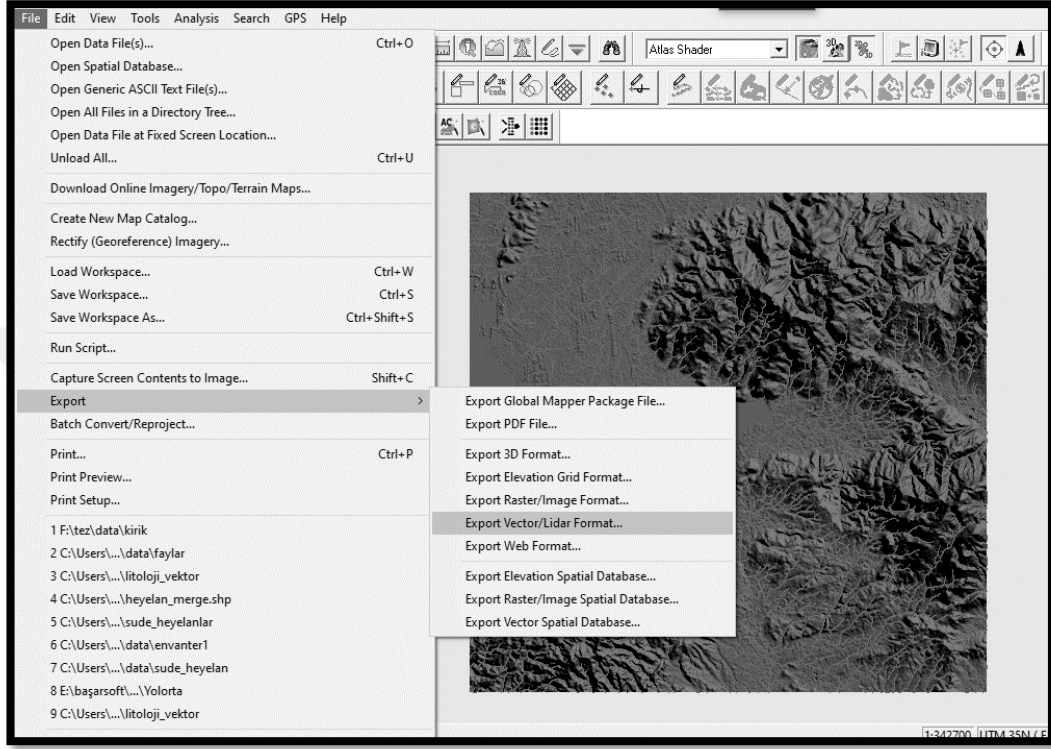 File Edit View Tools Analysis Search GPS Help
Open Data File(s)... Ctrl+O
Open Spatial Database...
Open Generic ASCII Text File(s)...
Open All Files in a Directory Tree...
Open Data File at Fixed Screen Location...
Unload All... Ctrl+U
Download Online Imagery/Topo/Terrain Maps...
Create New Map Catalog...
Rectify (Georeference) Imagery...
Load Workspace... Ctrl+W
Save Workspace... Ctrl+S
Save Workspace As... Ctrl+Shift+S
Run Script...
Capture Screen Contents to Image... Shift+C
Export >
Batch Convert/Reproject...
Print... Ctrl+P
Print Preview...
Print Setup...
1 F:\tez\data\kirik
2 C:\Users\...\data\faylar
3 C:\Users\...\litoloji_vektor
4 C:\Users\...\heyelan_merge.shp
5 C:\Users\...\sude_heyelanlar
6 C:\Users\...\data\envanter1
7 C:\Users\...\data\sude_heyelan
8 E:\başarsoft\...\Yolorta
9 C:\Users\...\litoloji_vektor
Atlas Shader
Export Global Mapper Package File...
Export PDF File...
Export 3D Format...
Export Elevation Grid Format...
Export Raster/Image Format...
Export Vector/Lidar Format...
Export Web Format...
Export Elevation Spatial Database...
Export Raster/Image Spatial Database...
Export Vector Spatial Database...
1:342700 UTM 35N (